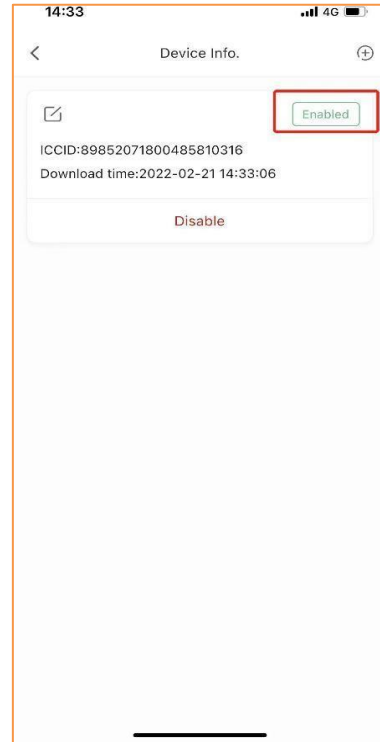 14:33
4G
Device Info.
Enabled
ICCID:89852071800485810316
Download time:2022-02-21 14:33:06
Disable